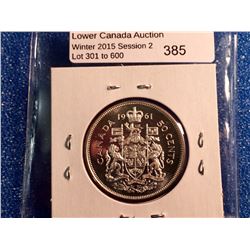 Lower Canada Auction
Winter 2015 Session 2
Lot 301 to 600
385
1961
CANADA
50 CENTS